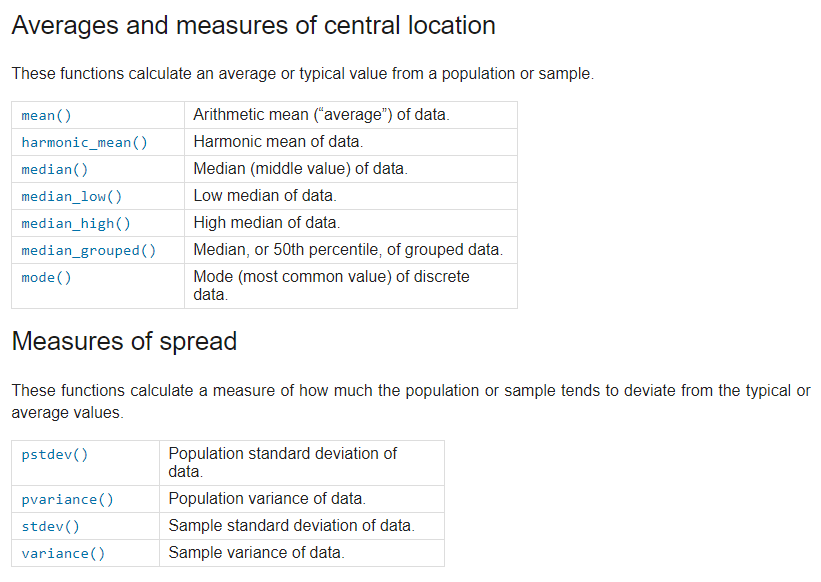 Averages and measures of central location
These functions calculate an average or typical value from a population or sample.
mean() Arithmetic mean (“average”) of data.
harmonic_mean() Harmonic mean of data.
median() Median (middle value) of data.
median_low() Low median of data.
median_high() High median of data.
median_grouped() Median, or 50th percentile, of grouped data.
mode() Mode (most common value) of discrete
data.
Measures of spread
These functions calculate a measure of how much the population or sample tends to deviate from the typical or
average values.
pstdev() Population standard deviation of
data.
pvariance() Population variance of data.
stdev() Sample standard deviation of data.
variance() Sample variance of data.